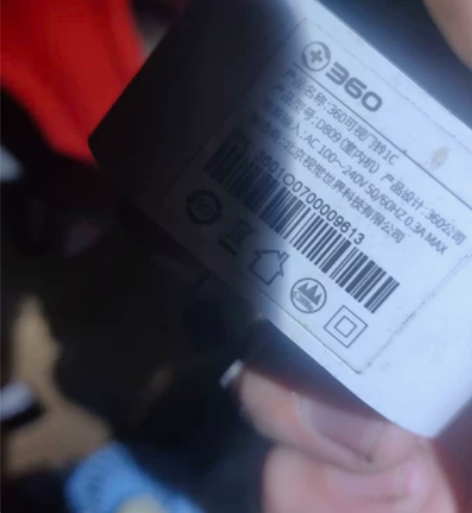 360
产品名称:360可视门铃1C
产品型号:D809(室内机) 产品设计:360公司
输入:AC 100~240V 50/60HZ 0.3A MAX
北京视觉世界科技有限公司
01Q0700009613